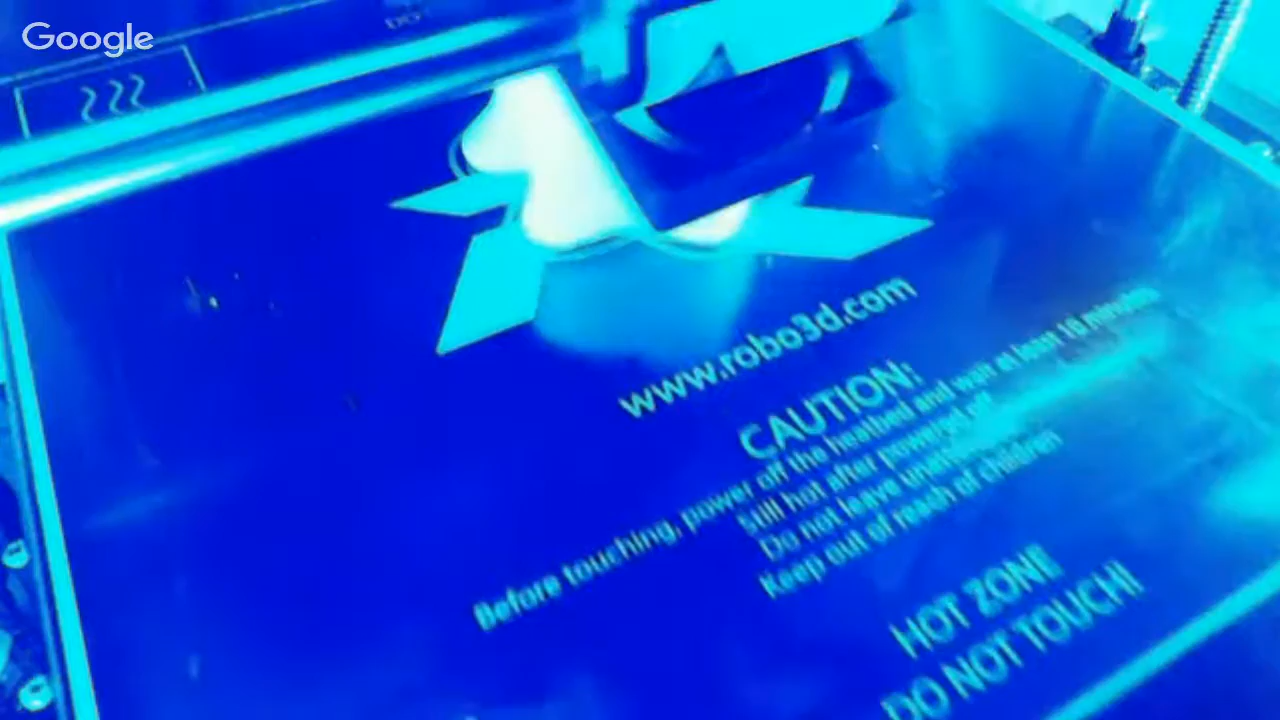 Google
www.robo3d.com
CAUTION!
Before touching, power off the heatbed and wait at least 10 minutes
Still hot after powered off
Do not leave
Keep out of reach of children
HOT ZONE
DO NOT TOUCH!